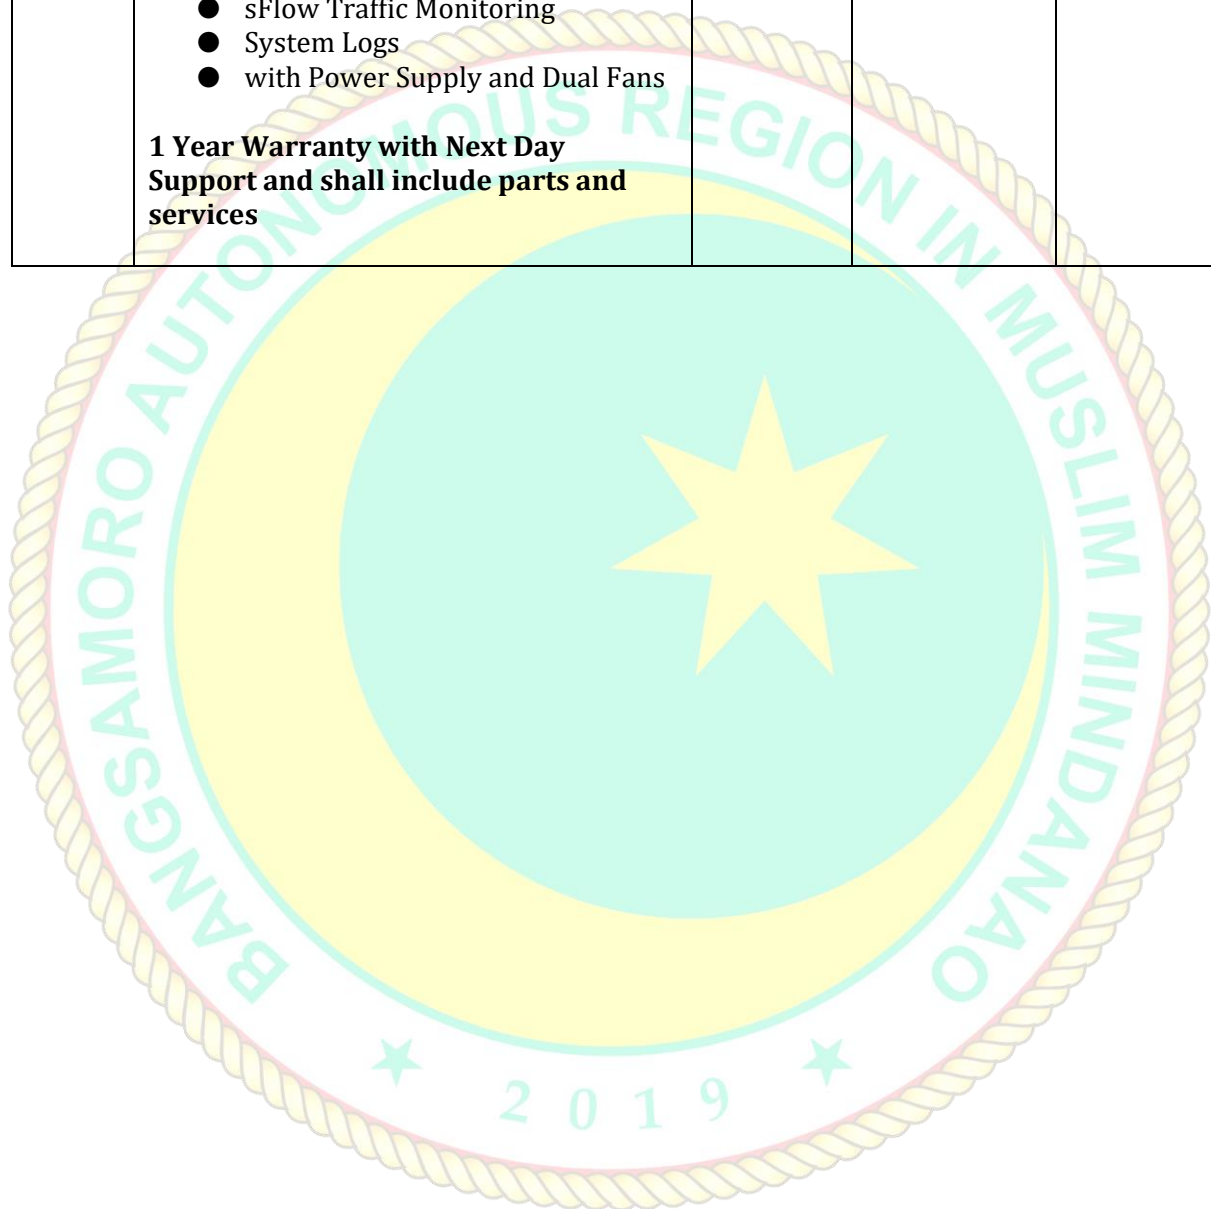 ● sFlow Traffic Monitoring
● System Logs
● with Power Supply and Dual Fans
1 Year Warranty with Next Day
Support and shall include parts and
services
BANGSAMORO AUTONOMOUS REGION IN MUSLIM MINDANAO
2019